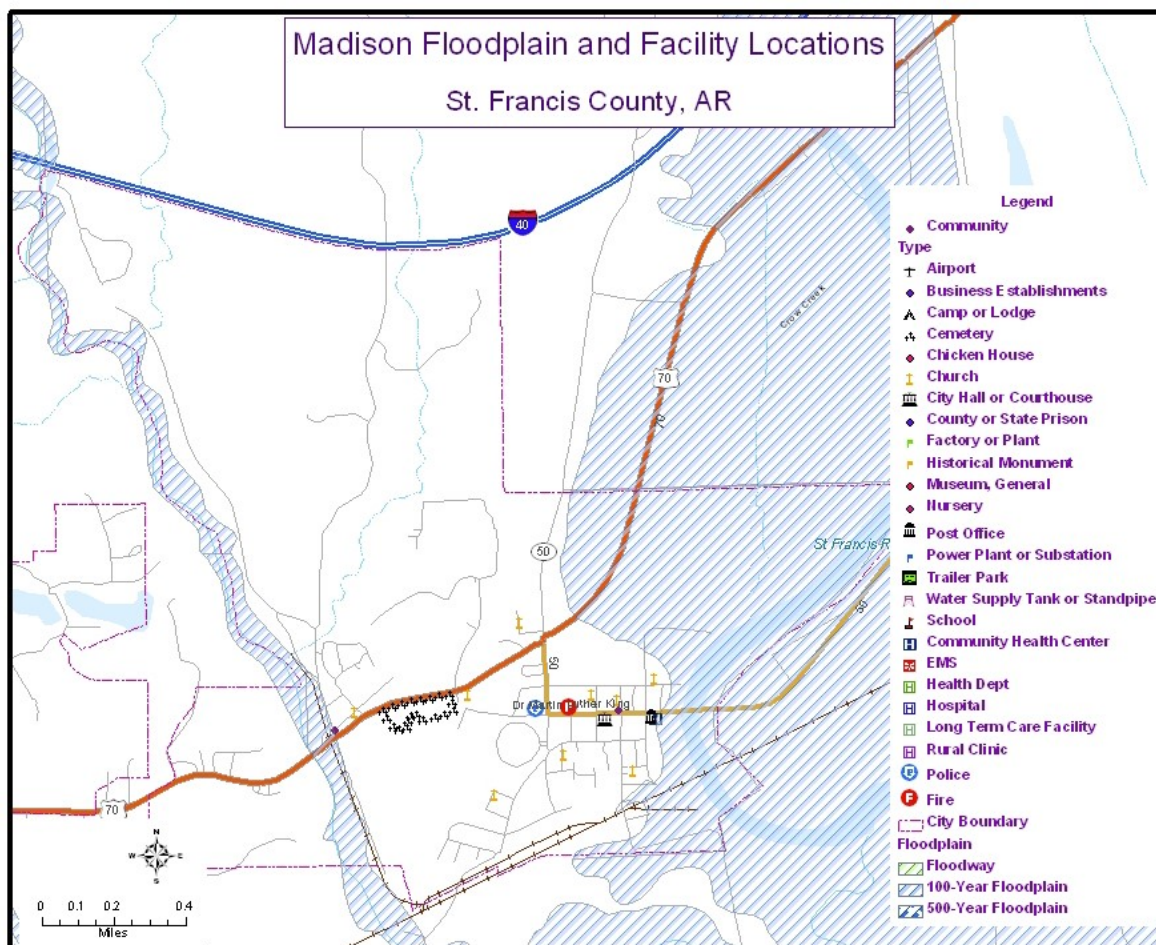 Madison Floodplain and Facility Locations
St. Francis County, AR
40
70
70
Crow Creek
50
St Francis R
50
50
Dr Martin Luther King
P
F
70
N
W E
S
0 0.1 0.2 0.4
Miles
Legend
Community
Type
Airport
Business Establishments
Camp or Lodge
Cemetery
Chicken House
Church
City Hall or Courthouse
County or State Prison
Factory or Plant
Historical Monument
Museum, General
Nursery
Post Office
Power Plant or Substation
Trailer Park
Water Supply Tank or Standpipe
School
H Community Health Center
EMS
H Health Dept
H Hospital
H Long Term Care Facility
H Rural Clinic
P Police
F Fire
City Boundary
Floodplain
Floodway
100-Year Floodplain
500-Year Floodplain